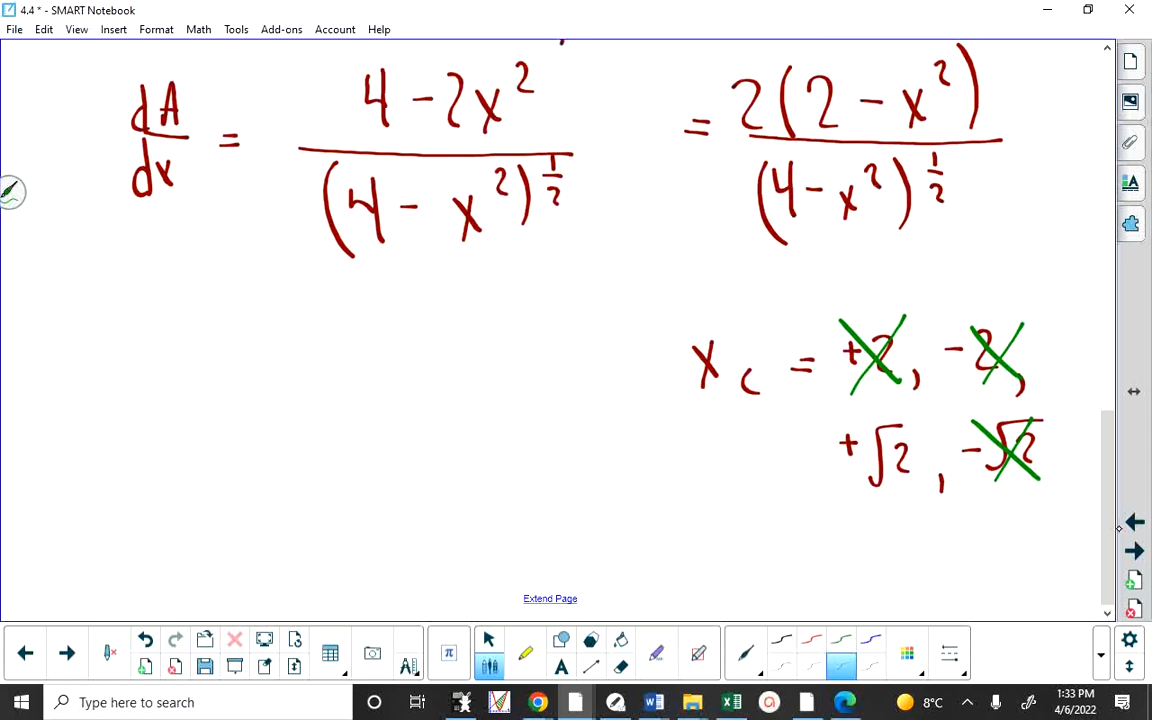 4.4 * - SMART Notebook
File Edit View Insert Format Math Tools Add-ons Account Help
dA/dx = (4 - 2x²)/(4 - x²)^(1/2) = 2(2 - x²)/(4 - x²)^(1/2)
x c = +2, -2,
+√2, -√2
Extend Page
π
A
Type here to search
8°C
1:33 PM
4/6/2022